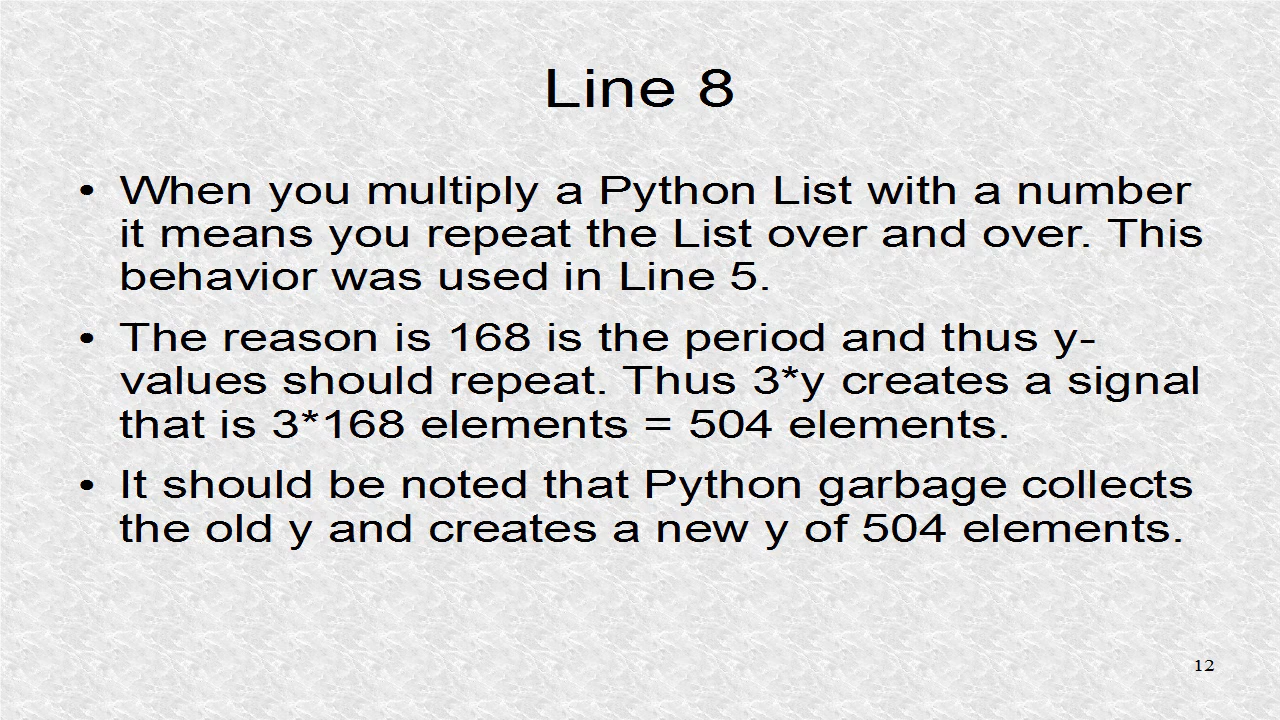 Line 8
• When you multiply a Python List with a number
it means you repeat the List over and over. This
behavior was used in Line 5.
• The reason is 168 is the period and thus y-
values should repeat. Thus 3*y creates a signal
that is 3*168 elements = 504 elements.
• It should be noted that Python garbage collects
the old y and creates a new y of 504 elements.
12